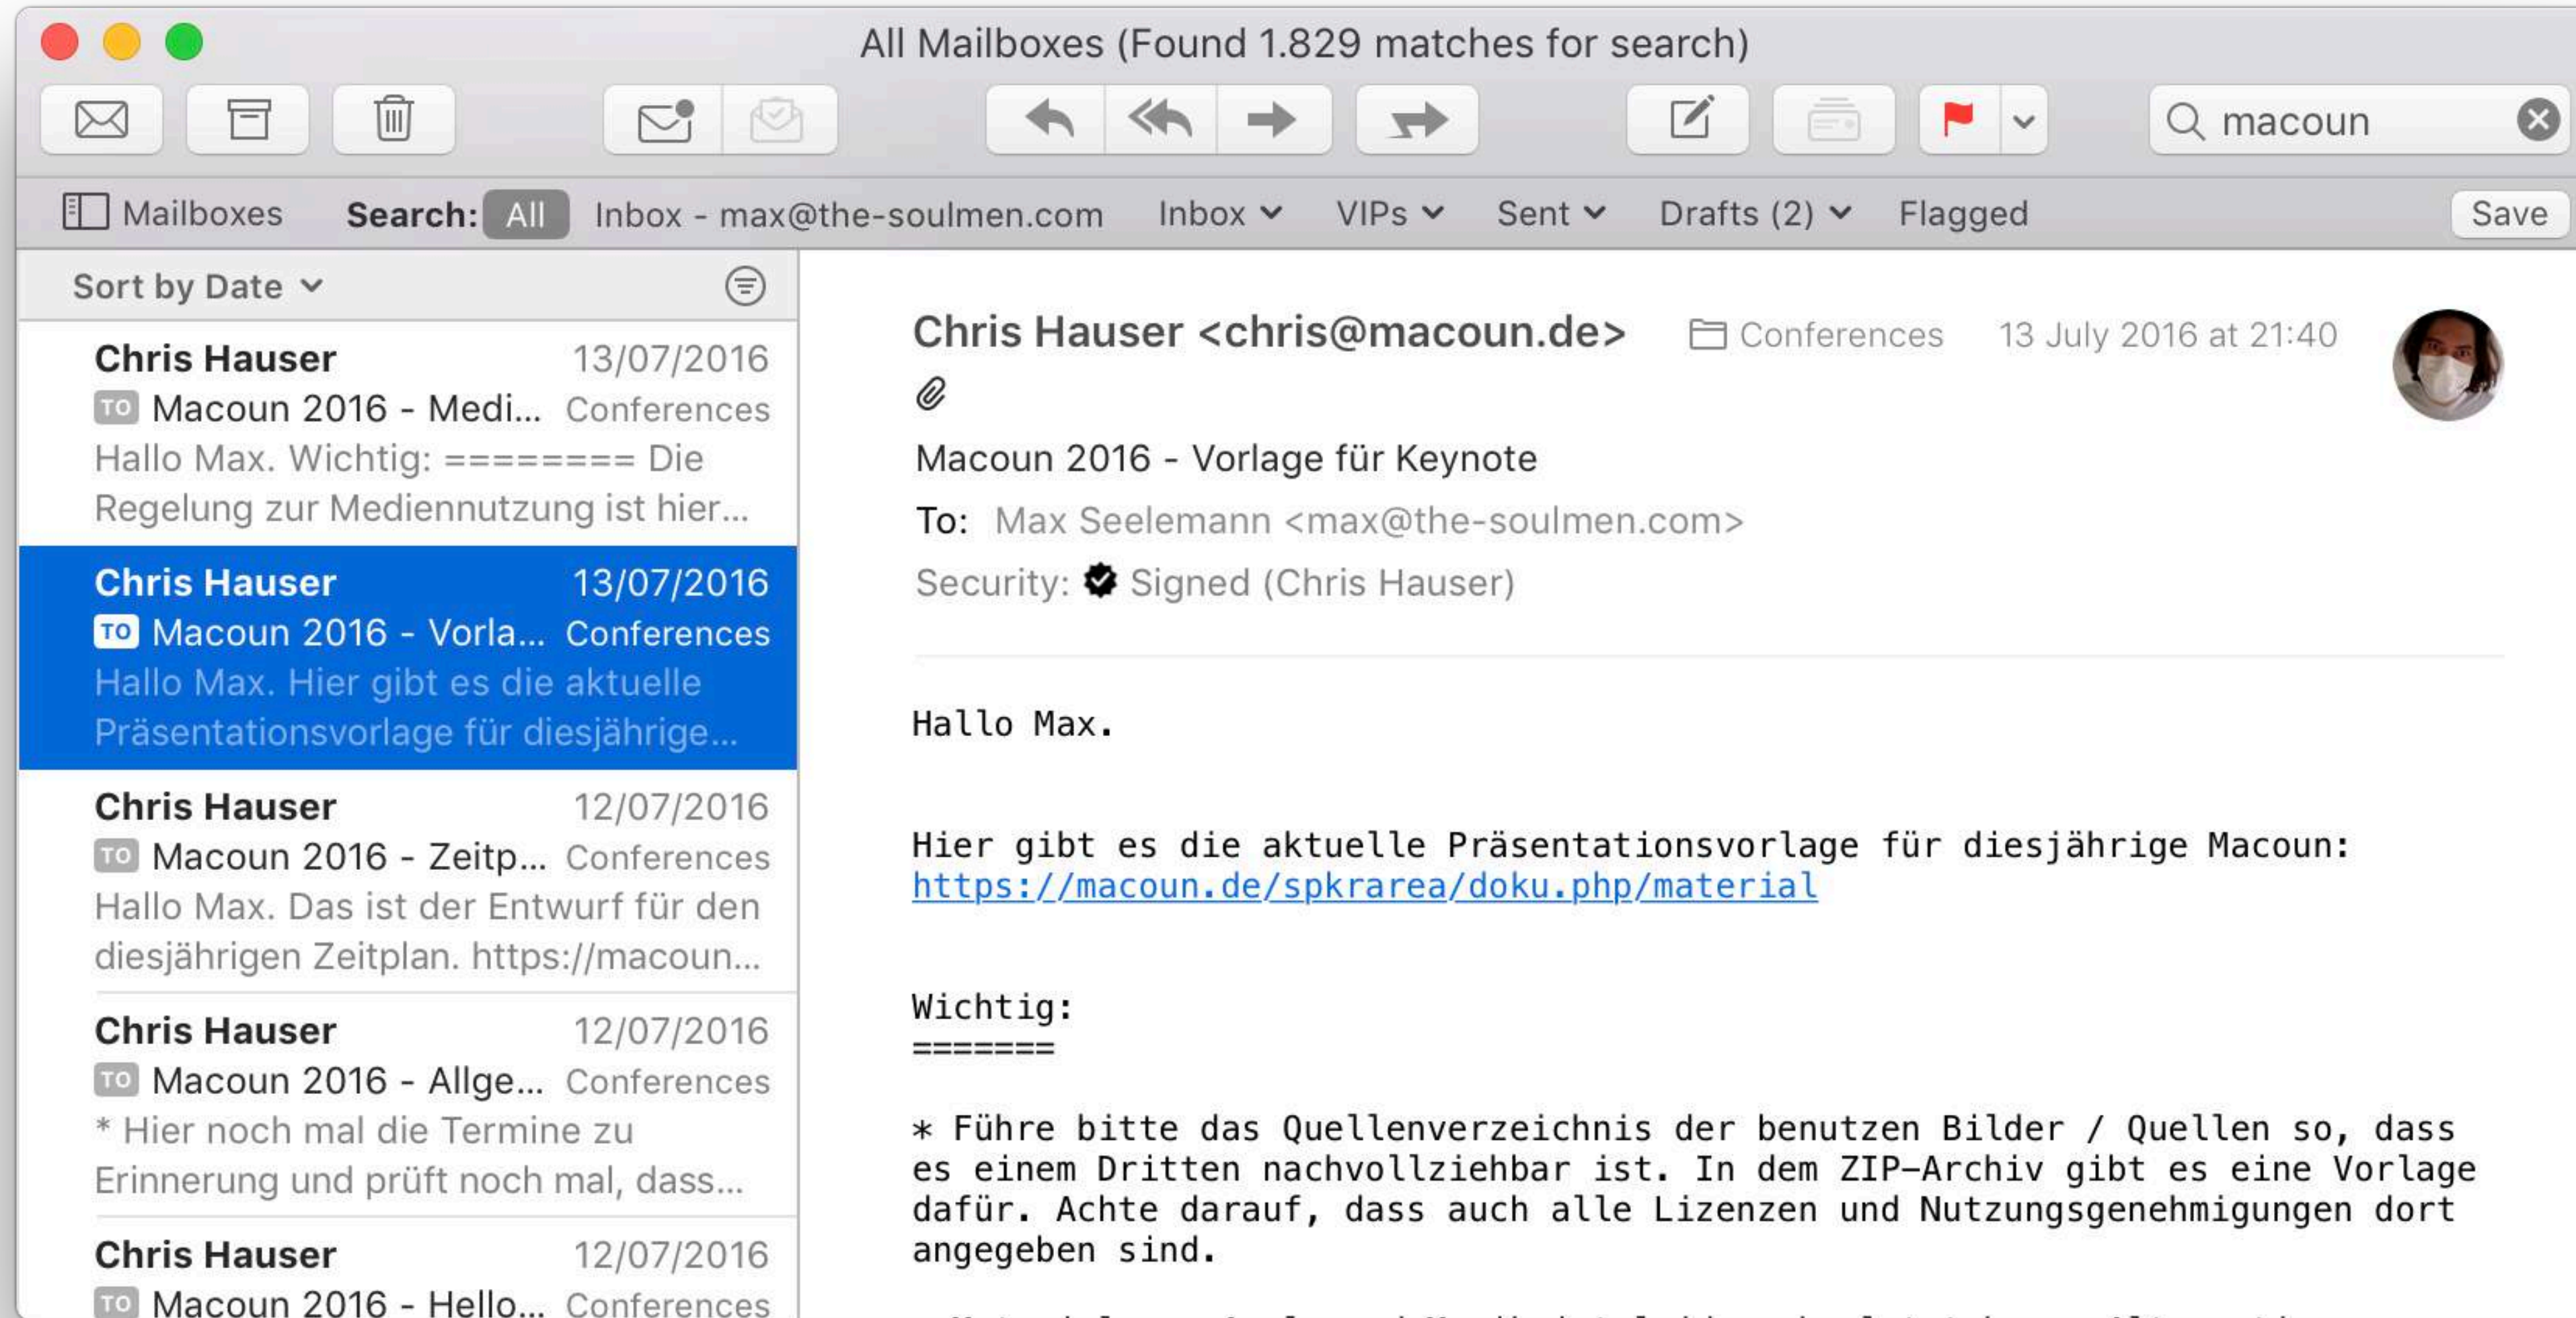 All Mailboxes (Found 1.829 matches for search)
macoun
Mailboxes Search: All Inbox - max@the-soulmen.com Inbox VIPs Sent Drafts (2) Flagged Save
Sort by Date
Chris Hauser 13/07/2016
TO Macoun 2016 - Medi... Conferences
Hallo Max. Wichtig: ======== Die
Regelung zur Mediennutzung ist hier...
Chris Hauser 13/07/2016
TO Macoun 2016 - Vorla... Conferences
Hallo Max. Hier gibt es die aktuelle
Präsentationsvorlage für diesjährige...
Chris Hauser 12/07/2016
TO Macoun 2016 - Zeitp... Conferences
Hallo Max. Das ist der Entwurf für den
diesjährigen Zeitplan. https://macoun...
Chris Hauser 12/07/2016
TO Macoun 2016 - Allge... Conferences
* Hier noch mal die Termine zu
Erinnerung und prüft noch mal, dass...
Chris Hauser 12/07/2016
TO Macoun 2016 - Hello... Conferences
Chris Hauser <chris@macoun.de> Conferences 13 July 2016 at 21:40
Macoun 2016 - Vorlage für Keynote
To: Max Seelemann <max@the-soulmen.com>
Security: Signed (Chris Hauser)
Hallo Max.
Hier gibt es die aktuelle Präsentationsvorlage für diesjährige Macoun:
https://macoun.de/spkrarea/doku.php/material
Wichtig:
=======
* Führe bitte das Quellenverzeichnis der benutzen Bilder / Quellen so, dass
es einem Dritten nachvollziehbar ist. In dem ZIP-Archiv gibt es eine Vorlage
dafür. Achte darauf, dass auch alle Lizenzen und Nutzungsgenehmigungen dort
angegeben sind.